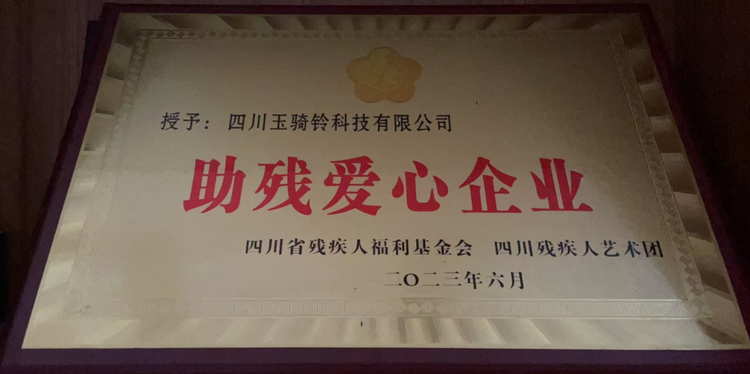 授予：四川玉骑铃科技有限公司
助残爱心企业
四川省残疾人福利基金会 四川残疾人艺术团
二〇二三年六月